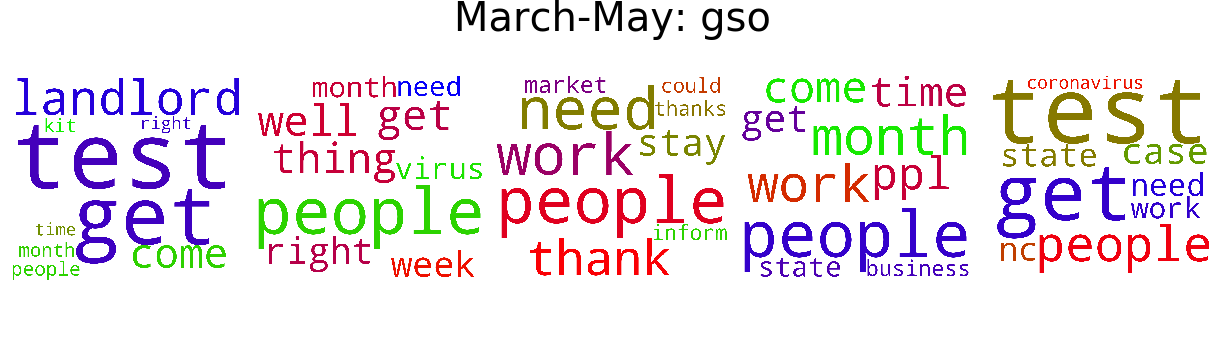 March-May: gso
landlord
kit
right
test
get
time
month
people
come
month
need
well
get
thing
virus
people
right
week
market
could
need
thanks
work
stay
people
inform
thank
come
time
get
month
work
ppl
people
state
business
coronavirus
test
state
case
get
need
work
nc
people